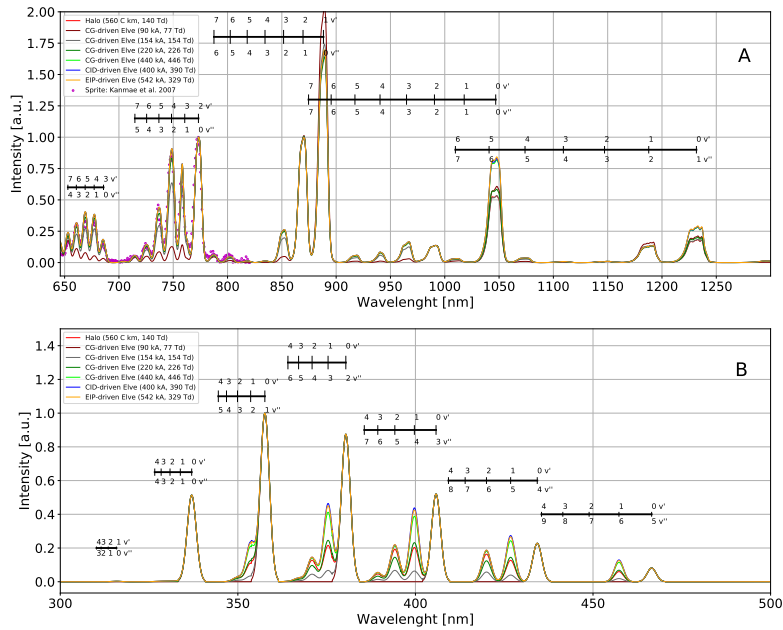 2.00
1.75
1.50
1.25
1.00
0.75
0.50
0.25
0.00
Intensity [a.u.]
Halo (560 C km, 140 Td)
CG-driven Elve (90 kA, 77 Td)
CG-driven Elve (154 kA, 154 Td)
CG-driven Elve (220 kA, 226 Td)
CG-driven Elve (440 kA, 446 Td)
CID-driven Elve (400 kA, 390 Td)
EIP-driven Elve (542 kA, 329 Td)
Sprite: Kanmae et al. 2007
A
7 6 5 4 3 2 1 v'
6 5 4 3 2 1 0 v''
7 6 5 4 3 2 1 0 v'
7 6 5 4 3 2 1 0 v''
7 6 5 4 3 2 v'
5 4 3 2 1 0 v''
6 5 4 3 2 1 0 v'
7 6 5 4 3 2 1 v''
7 6 5 4 3 v'
4 3 2 1 0 v''
650 700 750 800 850 900 950 1000 1050 1100 1150 1200 1250
Wavelenght [nm]
1.4
1.2
1.0
0.8
0.6
0.4
0.2
0.0
Intensity [a.u.]
Halo (560 C km, 140 Td)
CG-driven Elve (90 kA, 77 Td)
CG-driven Elve (154 kA, 154 Td)
CG-driven Elve (220 kA, 226 Td)
CG-driven Elve (440 kA, 446 Td)
CID-driven Elve (400 kA, 390 Td)
EIP-driven Elve (542 kA, 329 Td)
B
4 3 2 1 0 v'
6 5 4 3 2 v''
4 3 2 1 0 v'
5 4 3 2 1 v''
4 3 2 1 0 v'
7 6 5 4 3 v''
4 3 2 1 0 v'
4 3 2 1 0 v''
4 3 2 1 0 v'
8 7 6 5 4 v''
4 3 2 1 0 v'
9 8 7 6 5 v''
4 3 2 1 v'
3 2 1 0 v''
300 350 400 450 500
Wavelenght [nm]